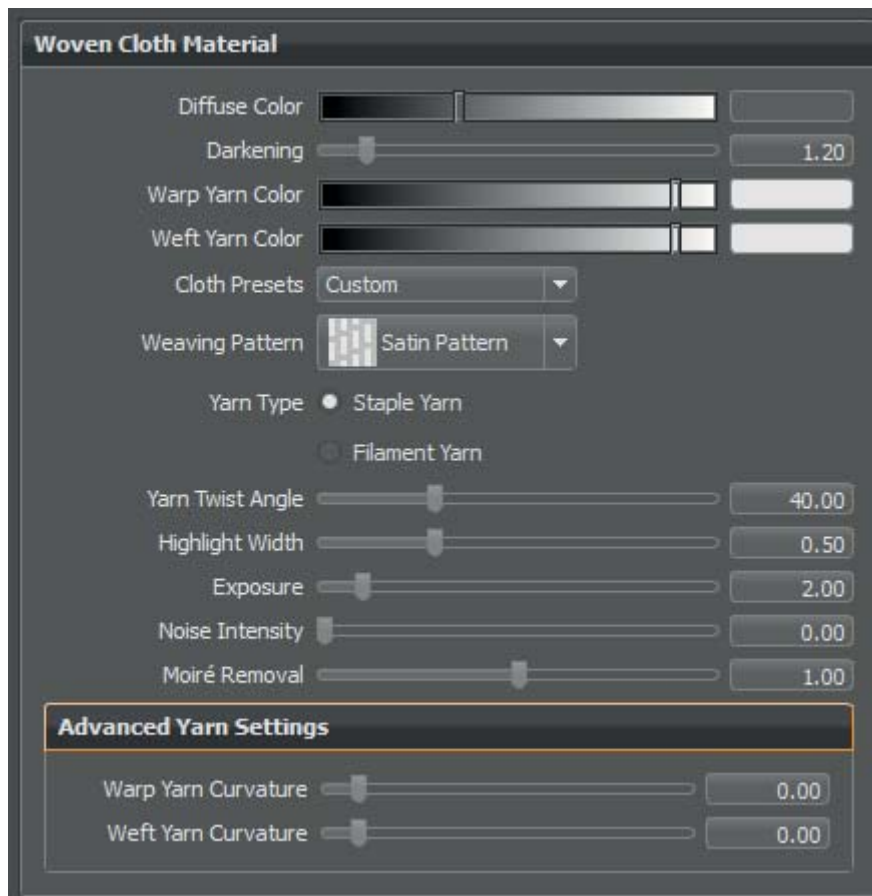 Woven Cloth Material
Diffuse Color
Darkening 1.20
Warp Yarn Color
Weft Yarn Color
Cloth Presets Custom
Weaving Pattern Satin Pattern
Yarn Type Staple Yarn
Filament Yarn
Yarn Twist Angle 40.00
Highlight Width 0.50
Exposure 2.00
Noise Intensity 0.00
Moiré Removal 1.00
Advanced Yarn Settings
Warp Yarn Curvature 0.00
Weft Yarn Curvature 0.00